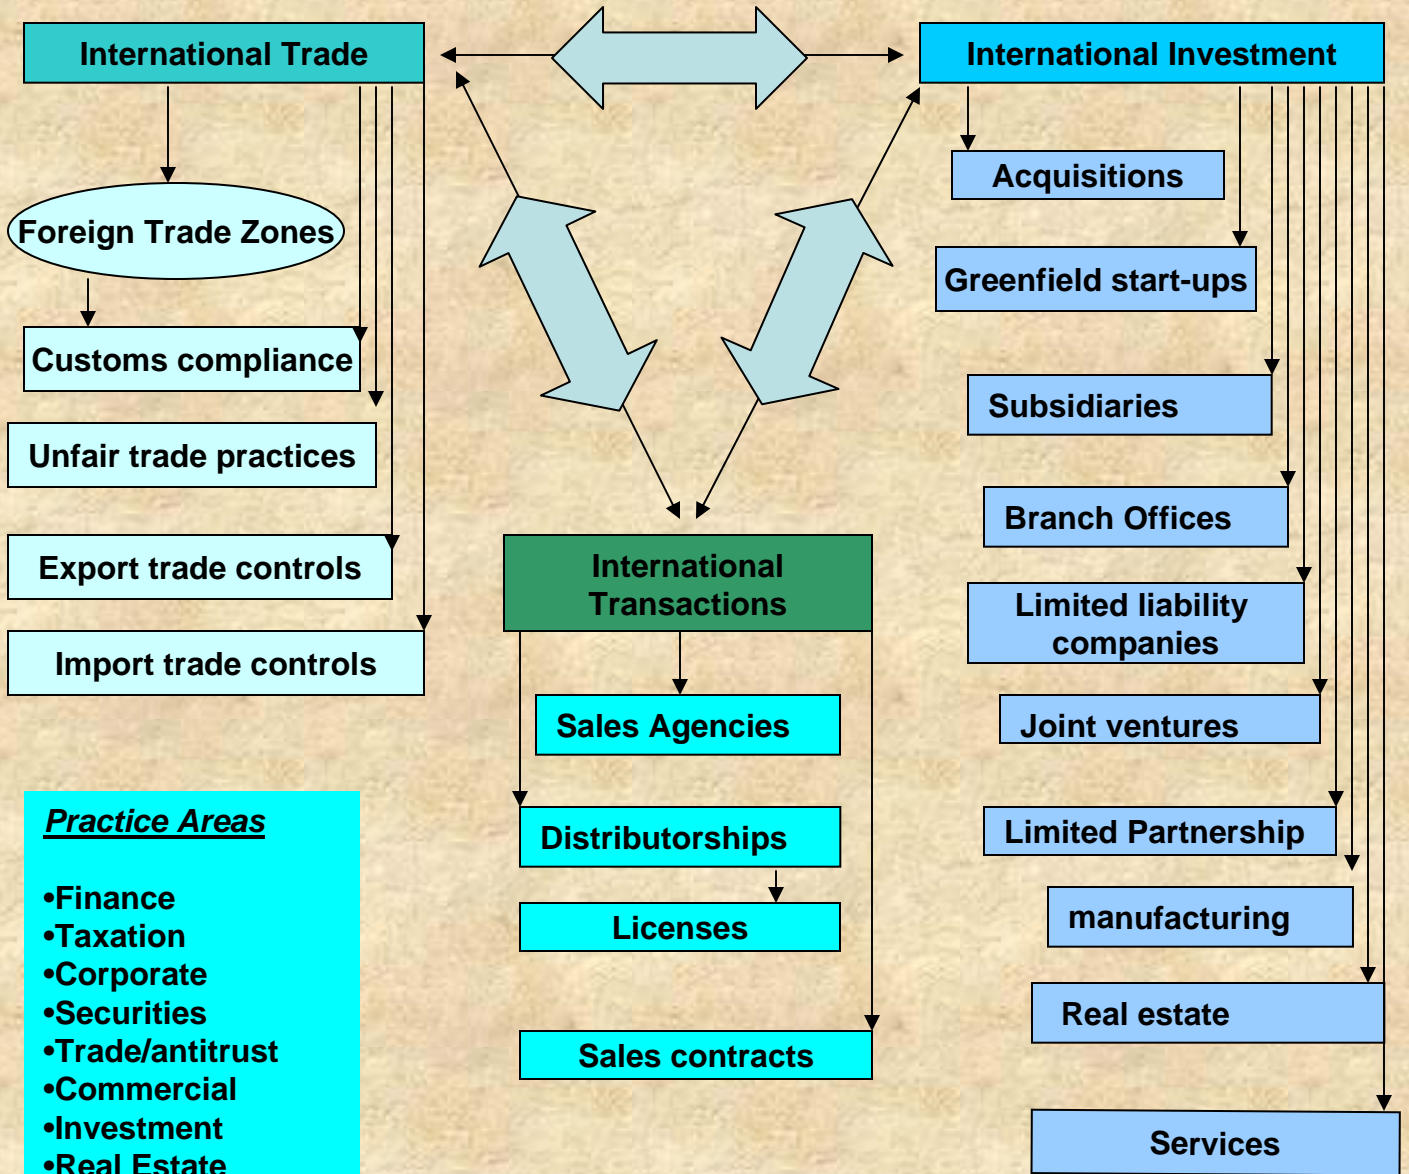 International Trade
International Investment
Foreign Trade Zones
Customs compliance
Unfair trade practices
Export trade controls
Import trade controls
Acquisitions
Greenfield start-ups
Subsidiaries
Branch Offices
Limited liability
companies
Joint ventures
Limited Partnership
manufacturing
Real estate
Services
International
Transactions
Sales Agencies
Distributorships
Licenses
Sales contracts
Practice Areas
•Finance
•Taxation
•Corporate
•Securities
•Trade/antitrust
•Commercial
•Investment
•Real Estate